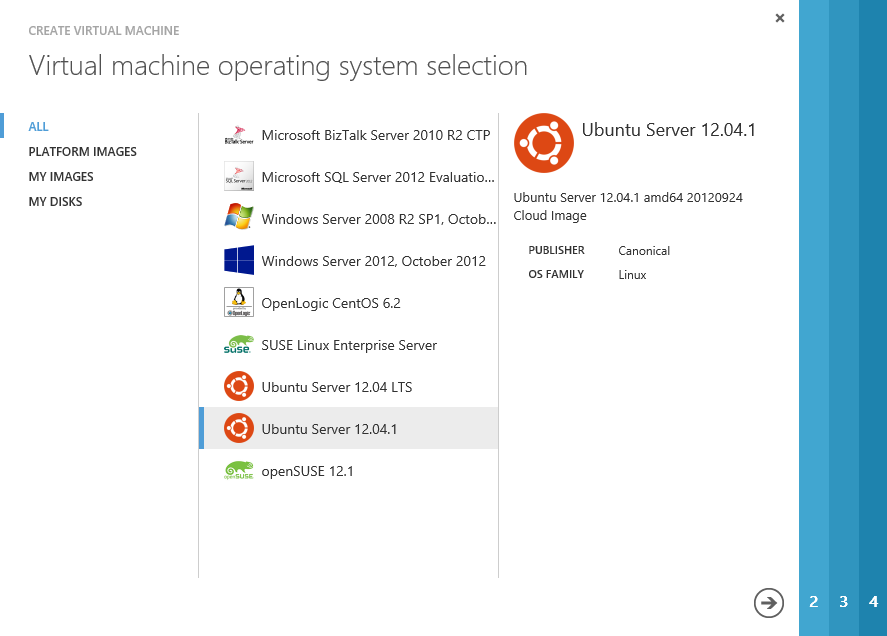 CREATE VIRTUAL MACHINE
Virtual machine operating system selection
ALL
PLATFORM IMAGES
MY IMAGES
MY DISKS
Microsoft BizTalk Server 2010 R2 CTP
Microsoft SQL Server 2012 Evaluatio...
Windows Server 2008 R2 SP1, Octob...
Windows Server 2012, October 2012
OpenLogic CentOS 6.2
SUSE Linux Enterprise Server
Ubuntu Server 12.04 LTS
Ubuntu Server 12.04.1
openSUSE 12.1
Ubuntu Server 12.04.1
Ubuntu Server 12.04.1 amd64 20120924
Cloud Image
PUBLISHER Canonical
OS FAMILY Linux
2 3 4